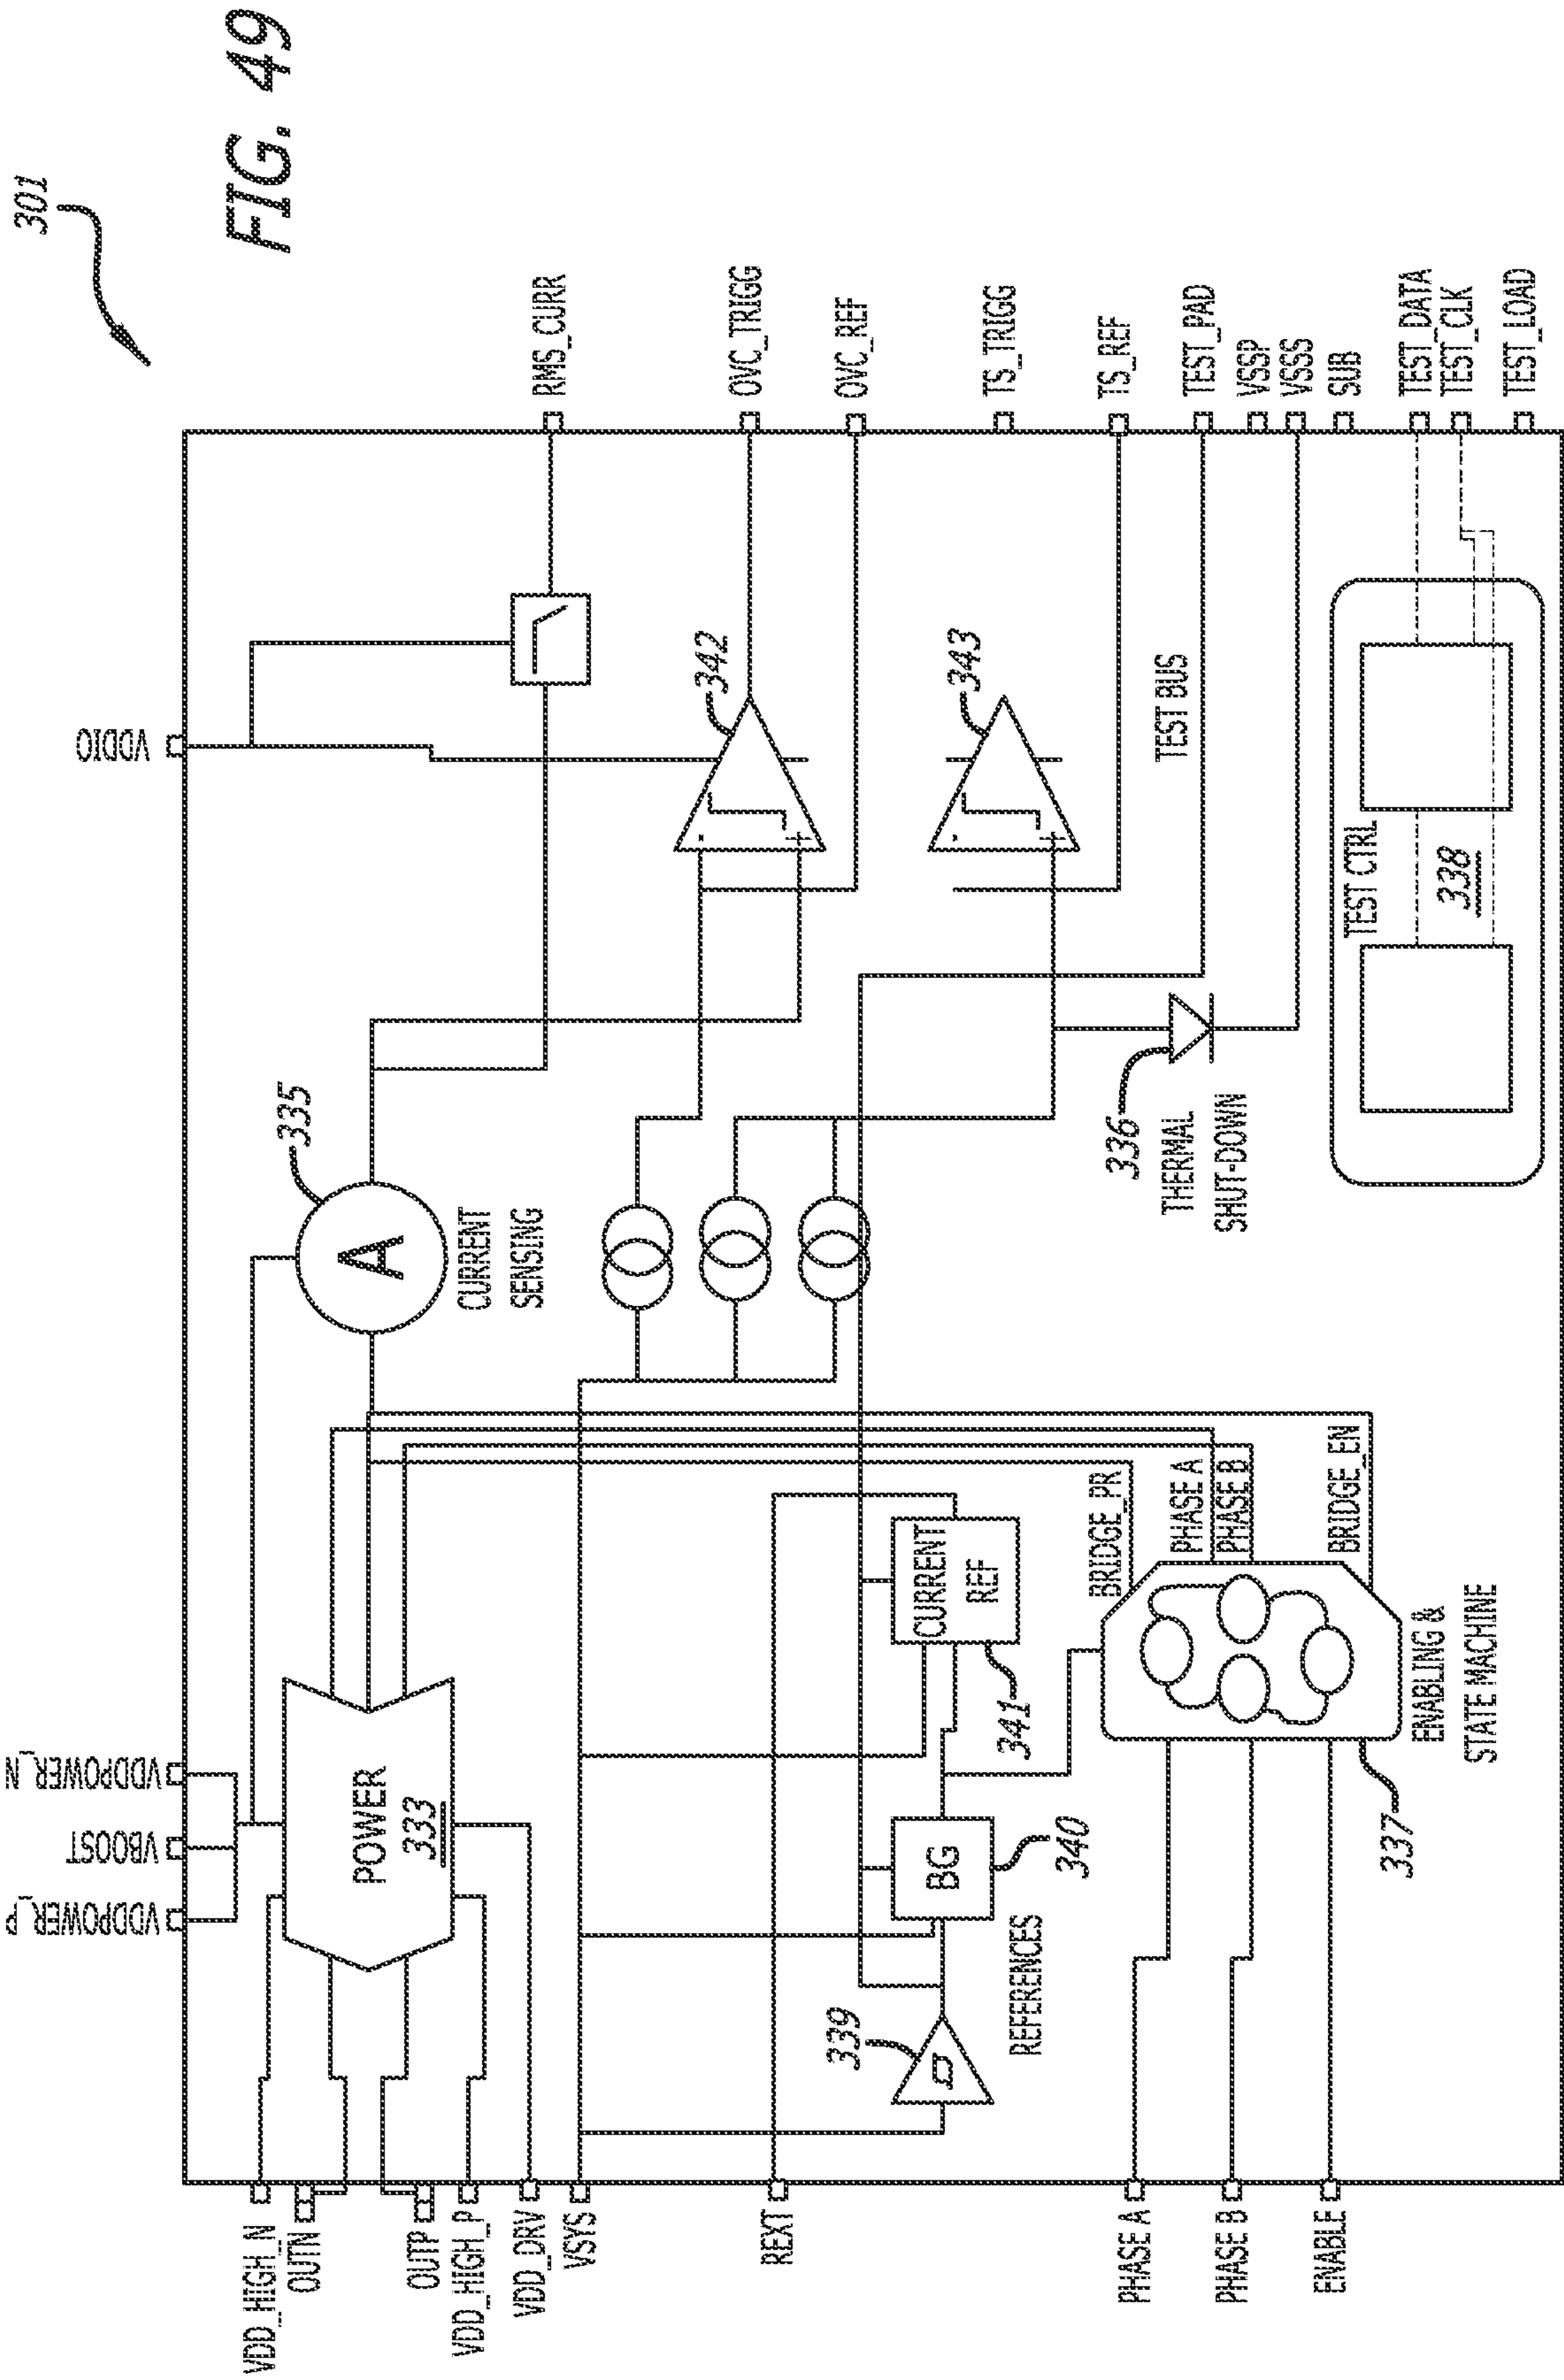 301
FIG. 49
VDDPOWER_P
VBOOST
VDDPOWER_N
VDDIO
VDD_HIGH_N
OUTN
OUTP
VDD_HIGH_P
VDD_DRV
VSYS
REXT
PHASE A
PHASE B
ENABLE
POWER
333
A
335
CURRENT
SENSING
342
343
339
BG
340
REFERENCES
CURRENT
REF
341
BRIDGE_PR
PHASE A
PHASE B
BRIDGE_EN
337
ENABLING &
STATE MACHINE
336
THERMAL
SHUT-DOWN
TEST BUS
TEST CTRL
338
- +
- +
RMS_CURR
OVC_TRIGG
OVC_REF
TS_TRIGG
TS_REF
TEST_PAD
VSSP
VSSS
SUB
TEST_DATA
TEST_CLK
TEST_LOAD